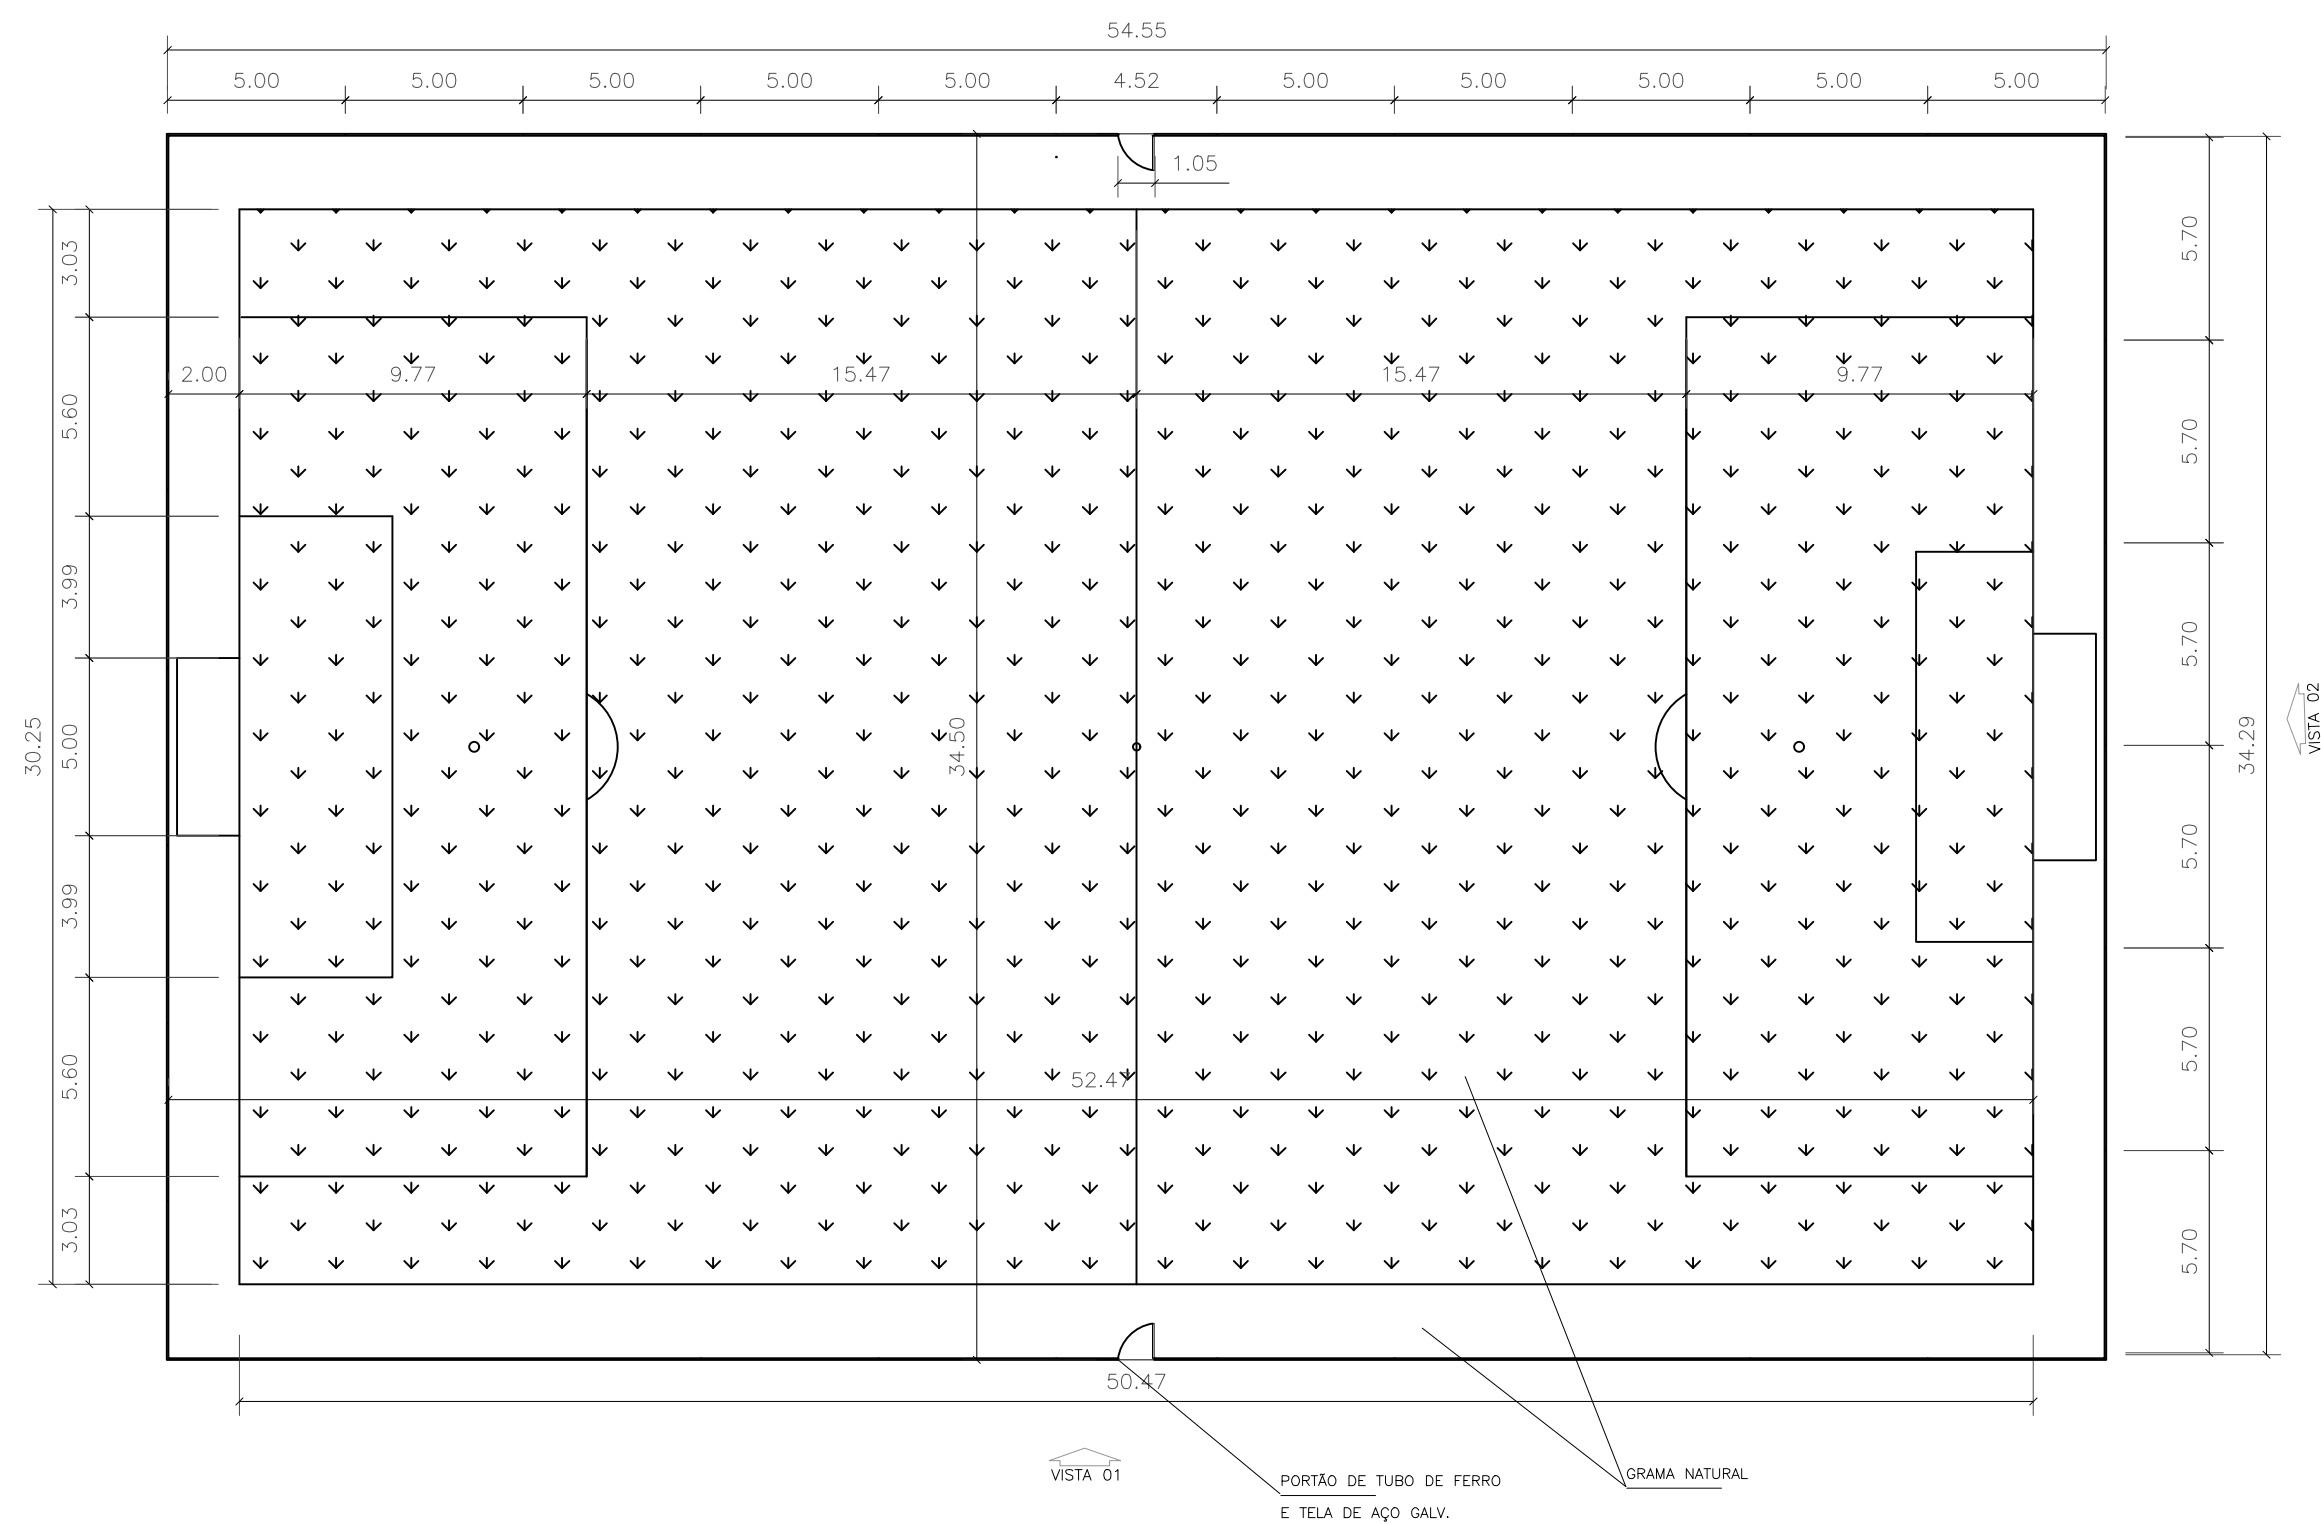 54.55
5.00 5.00 5.00 5.00 5.00 4.52 5.00 5.00 5.00 5.00 5.00
1.05
3.03
5.60
3.99
5.00
3.99
5.60
3.03
30.25
2.00 9.77 15.47 15.47 9.77
34.50
52.47
5.70
5.70
5.70
5.70
5.70
5.70
34.29
VISTA 02
50.47
VISTA 01
PORTÃO DE TUBO DE FERRO
E TELA DE AÇO GALV.
GRAMA NATURAL